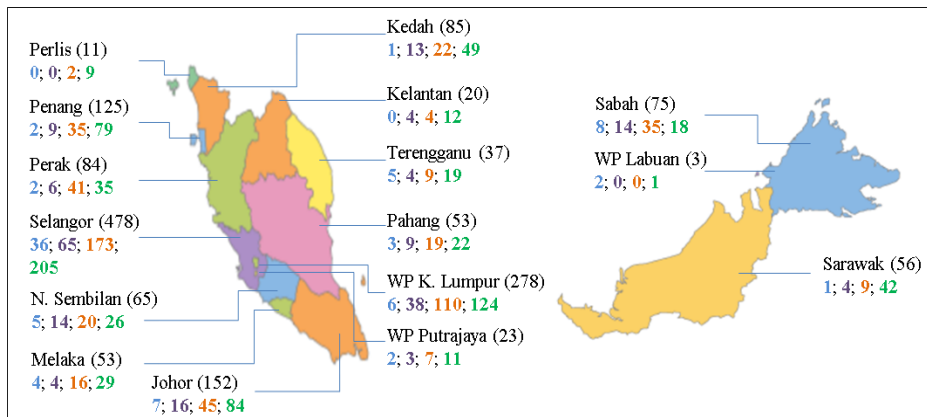 Kedah (85)
1; 13; 22; 49
Perlis (11)
0; 0; 2; 9
Kelantan (20)
0; 4; 4; 12
Penang (125)
2; 9; 35; 79
Sabah (75)
8; 14; 35; 18
Terengganu (37)
5; 4; 9; 19
WP Labuan (3)
2; 0; 0; 1
Perak (84)
2; 6; 41; 35
Selangor (478)
36; 65; 173;
205
Pahang (53)
3; 9; 19; 22
Sarawak (56)
1; 4; 9; 42
WP K. Lumpur (278)
6; 38; 110; 124
N. Sembilan (65)
5; 14; 20; 26
WP Putrajaya (23)
2; 3; 7; 11
Melaka (53)
4; 4; 16; 29
Johor (152)
7; 16; 45; 84